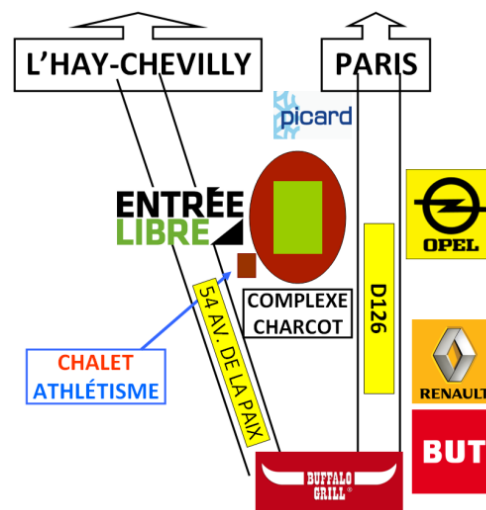 L'HAY-CHEVILLY
PARIS
picard
ENTRÉE
LIBRE
OPEL
COMPLEXE
CHARCOT
D126
54 AV. DE LA PAIX
CHALET
ATHLÉTISME
RENAULT
BUT
BUFFALO
GRILL